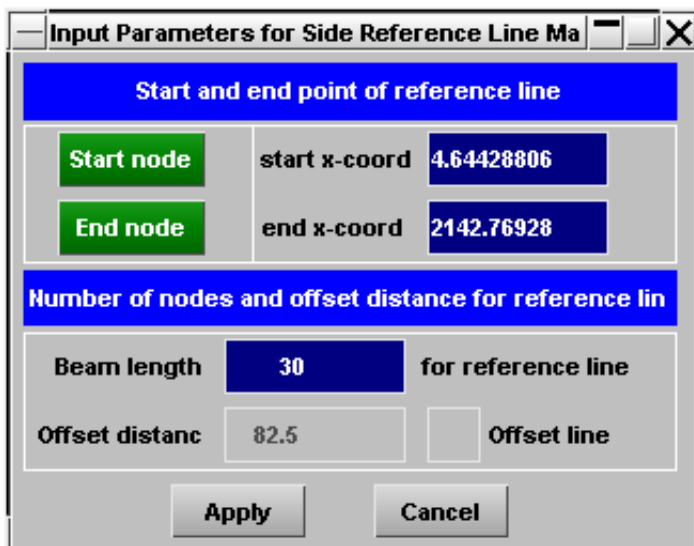 Input Parameters for Side Reference Line Ma
Start and end point of reference line
Start node start x-coord 4.64428806
End node end x-coord 2142.76928
Number of nodes and offset distance for reference lin
Beam length 30 for reference line
Offset distanc 82.5 Offset line
Apply Cancel